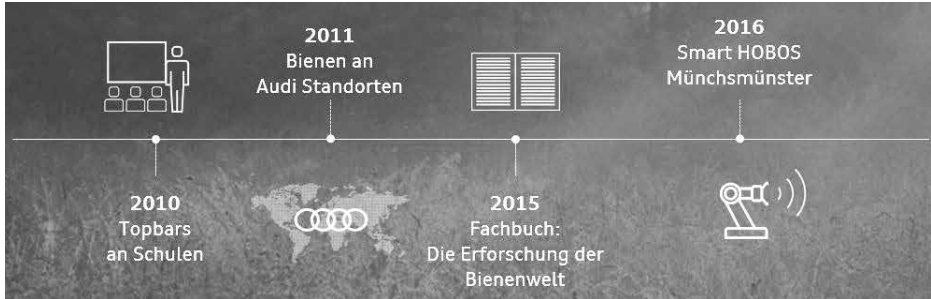 2010
Topbars
an Schulen
2011
Bienen an
Audi Standorten
2015
Fachbuch:
Die Erforschung der
Bienenwelt
2016
Smart HOBOS
Münchsmünster